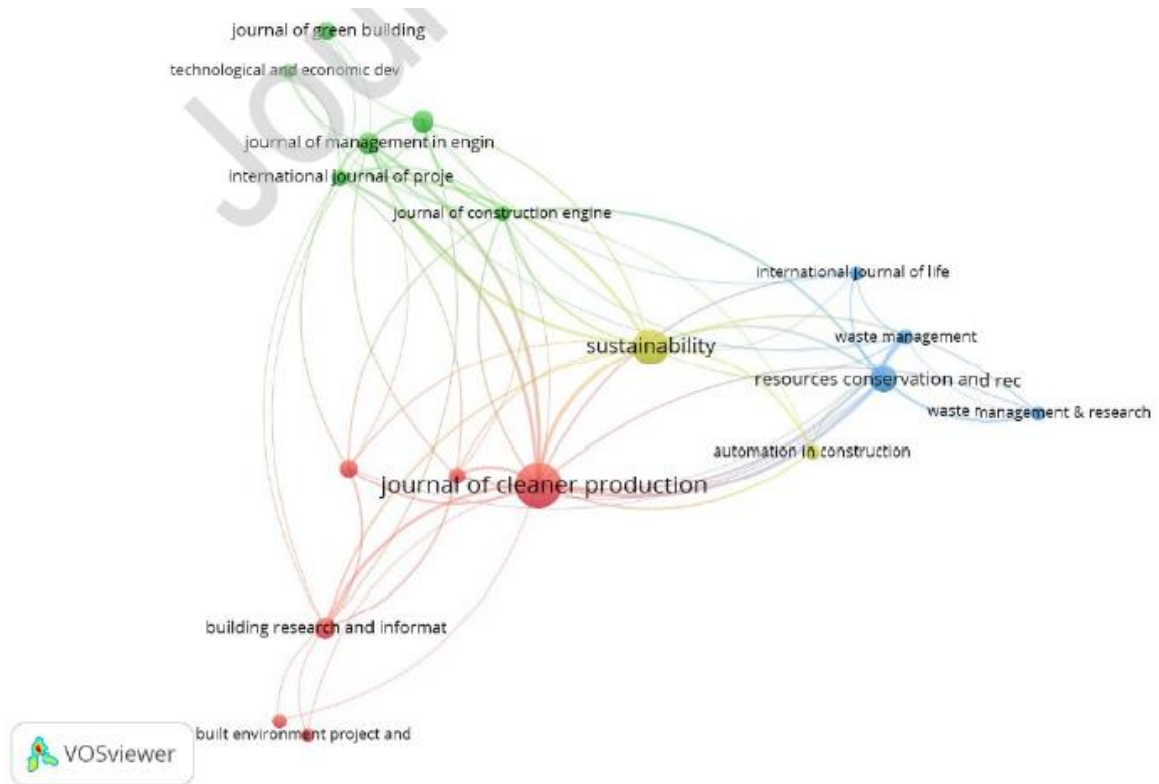 Jour
journal of green building
technological and economic dev
journal of management in engin
international journal of proje
journal of construction engine
international journal of life
waste management
sustainability
resources conservation and rec
waste management & research
automation in construction
journal of cleaner production
building research and informat
built environment project and
VOSviewer